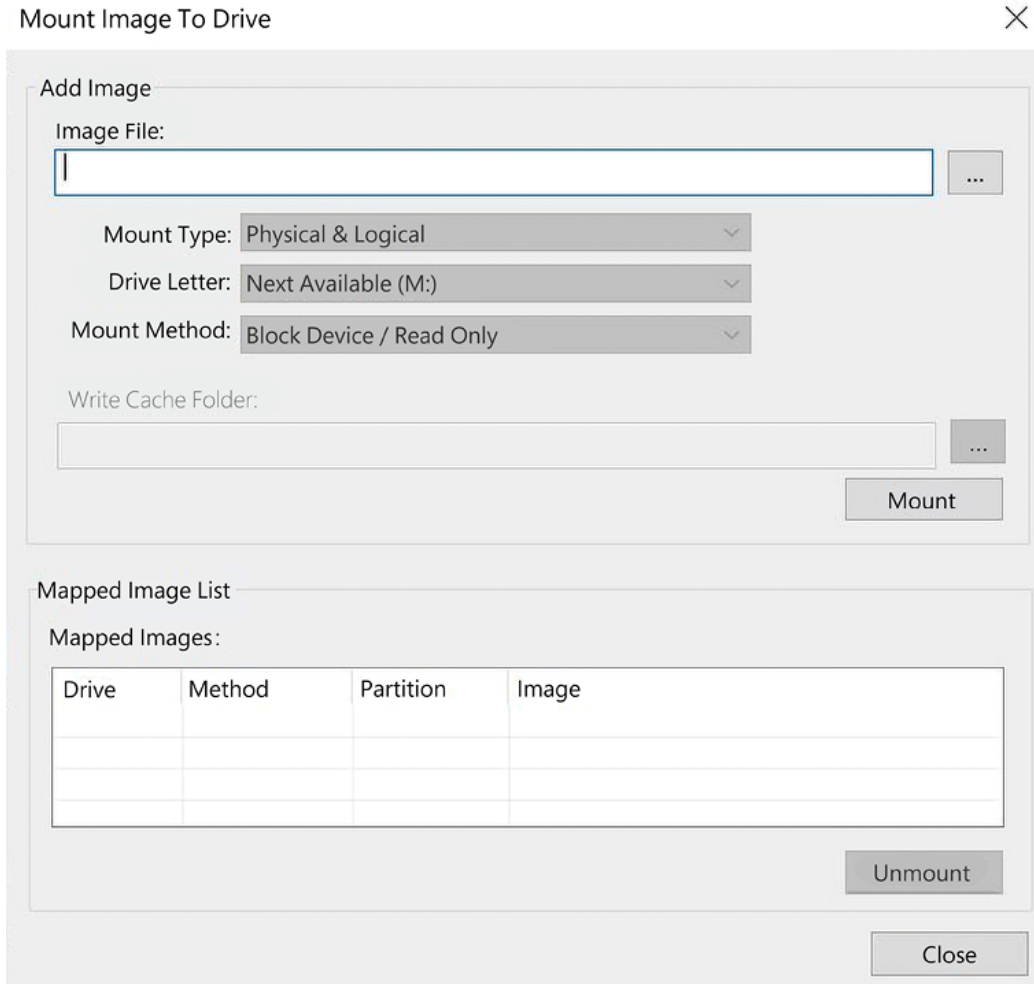 Mount Image To Drive
Add Image
Image File:
...
Mount Type: Physical & Logical
Drive Letter: Next Available (M:)
Mount Method: Block Device / Read Only
Write Cache Folder:
...
Mount
Mapped Image List
Mapped Images:
Drive Method Partition Image
Unmount
Close